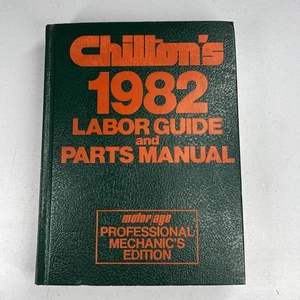 Chilton's
1982
LABOR GUIDE
and
PARTS MANUAL
motor/age
PROFESSIONAL
MECHANIC'S
EDITION